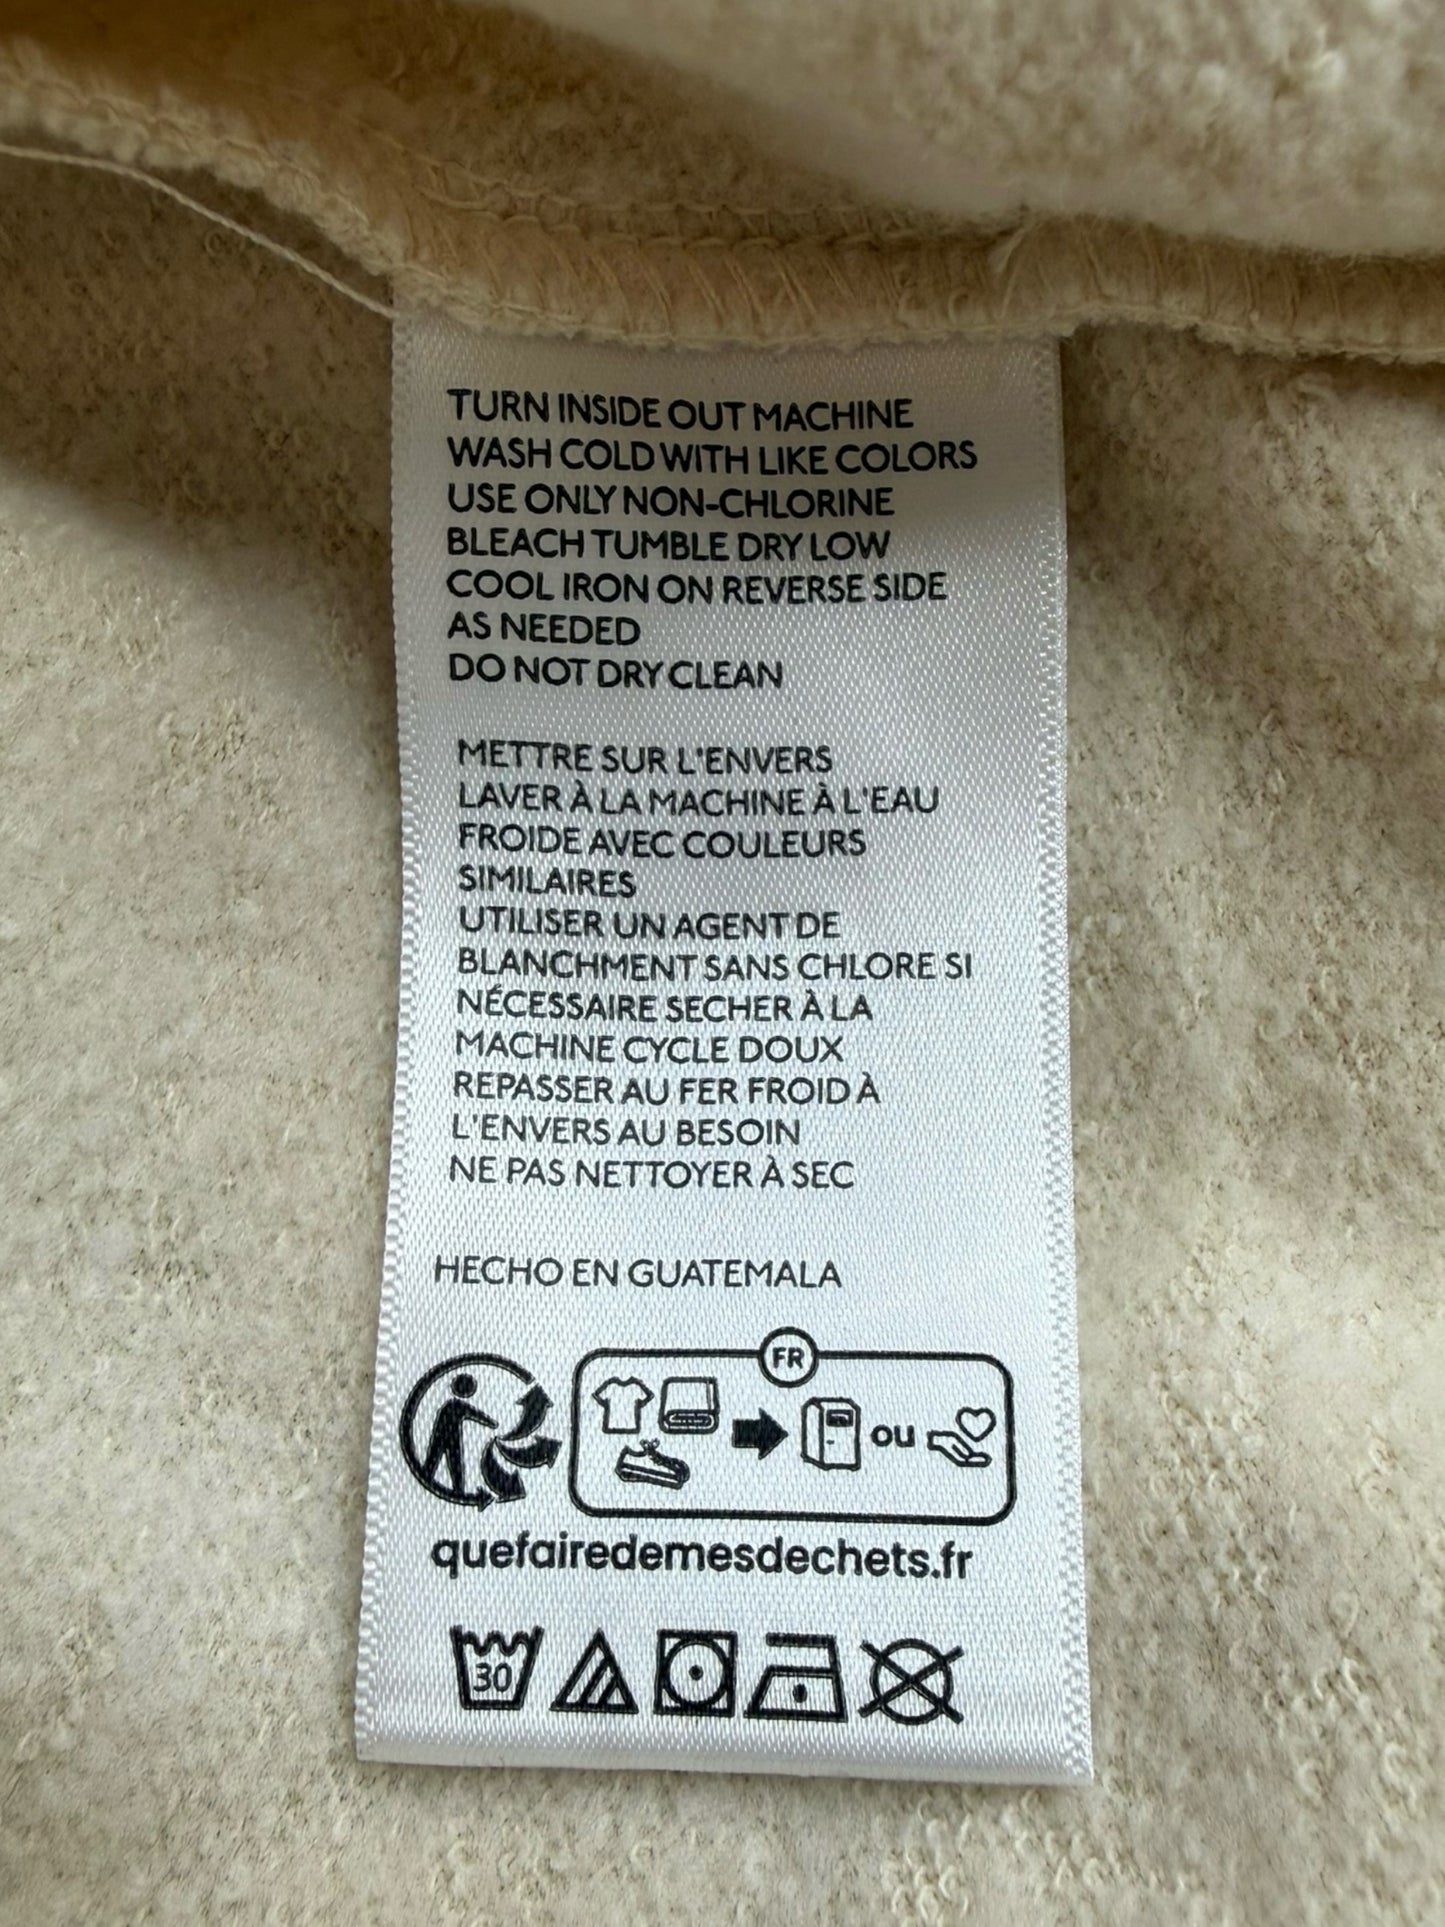 TURN INSIDE OUT MACHINE
WASH COLD WITH LIKE COLORS
USE ONLY NON-CHLORINE
BLEACH TUMBLE DRY LOW
COOL IRON ON REVERSE SIDE
AS NEEDED
DO NOT DRY CLEAN
METTRE SUR L'ENVERS
LAVER À LA MACHINE À L'EAU
FROIDE AVEC COULEURS
SIMILAIRES
UTILISER UN AGENT DE
BLANCHMENT SANS CHLORE SI
NÉCESSAIRE SECHER À LA
MACHINE CYCLE DOUX
REPASSER AU FER FROID À
L'ENVERS AU BESOIN
NE PAS NETTOYER À SEC
HECHO EN GUATEMALA
FR
ou
quefairedemesdechets.fr
30